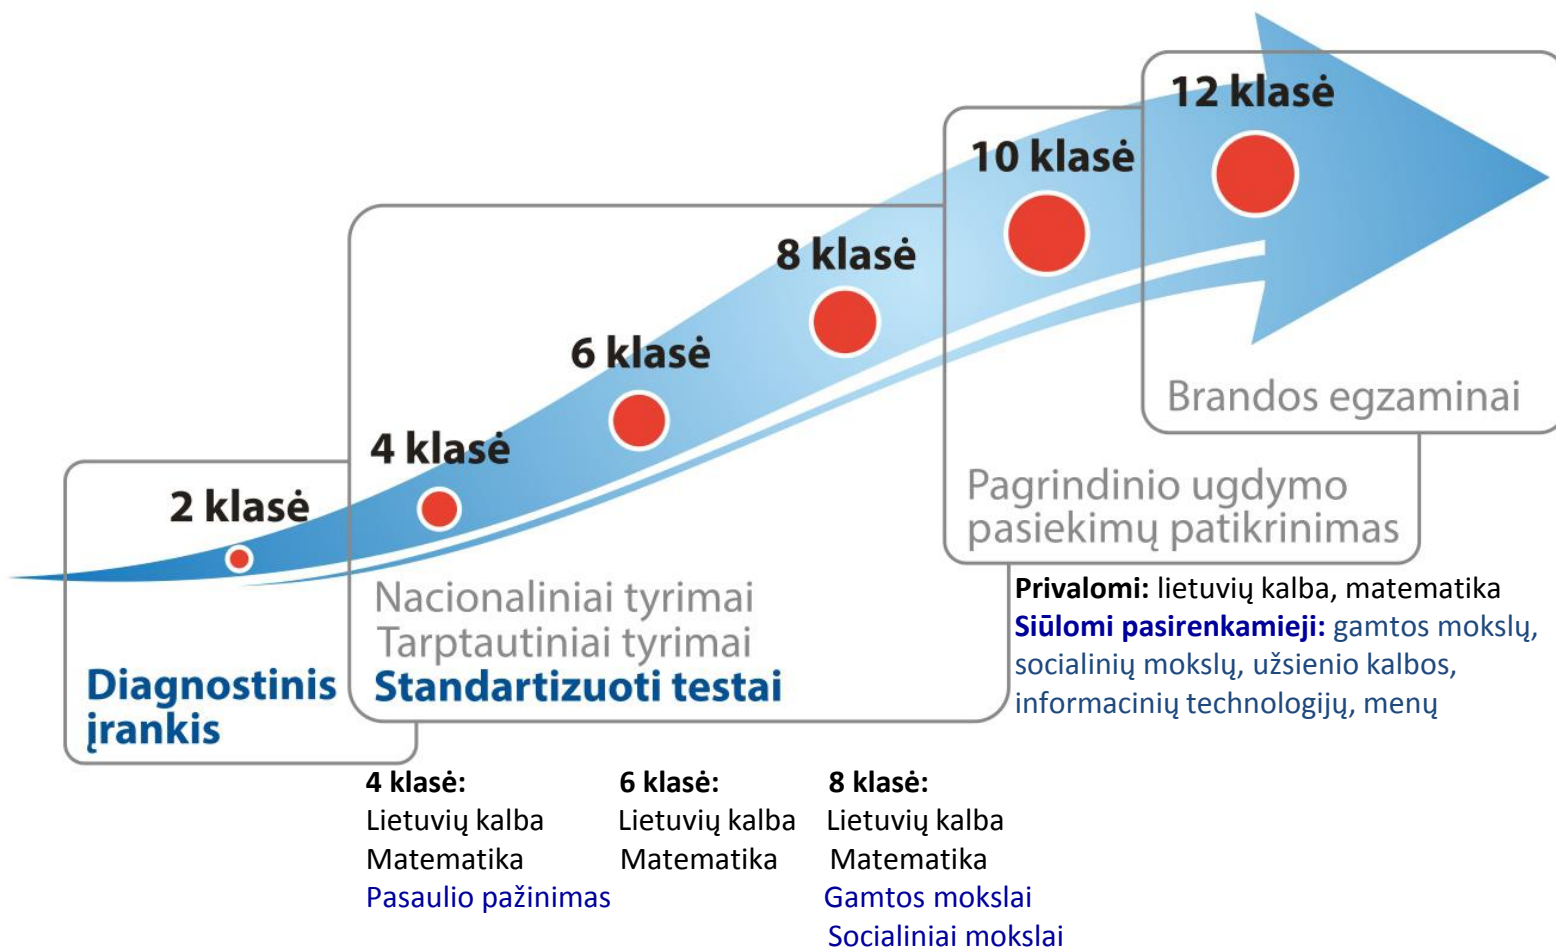 12 klasė
10 klasė
8 klasė
6 klasė
4 klasė
2 klasė
Brandos egzaminai
Pagrindinio ugdymo
pasiekimų patikrinimas
Nacionaliniai tyrimai
Tarptautiniai tyrimai
Standartizuoti testai
Diagnostinis
įrankis
Privalomi: lietuvių kalba, matematika
Siūlomi pasirenkamieji: gamtos mokslų,
socialinių mokslų, užsienio kalbos,
informacinių technologijų, menų
4 klasė:
Lietuvių kalba
Matematika
Pasaulio pažinimas
6 klasė:
Lietuvių kalba
Matematika
8 klasė:
Lietuvių kalba
Matematika
Gamtos mokslai
Socialiniai mokslai